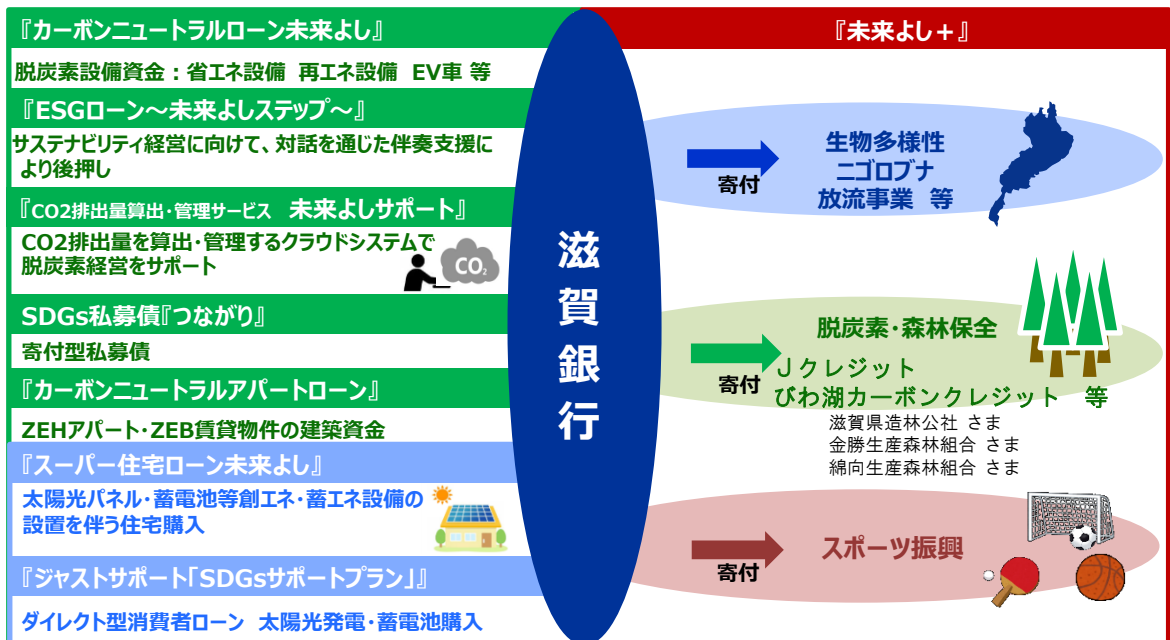 『カーボンニュートラルローン未来よし』
脱炭素設備資金：省エネ設備 再エネ設備 EV車 等
『ESGローン～未来よしステップ～』
サステナビリティ経営に向けて、対話を通じた伴奏支援に
より後押し
『CO2排出量算出・管理サービス 未来よしサポート』
CO2排出量を算出・管理するクラウドシステムで
脱炭素経営をサポート
CO2
SDGs私募債『つながり』
寄付型私募債
『カーボンニュートラルアパートローン』
ZEHアパート・ZEB賃貸物件の建築資金
『スーパー住宅ローン未来よし』
太陽光パネル・蓄電池等創エネ・蓄エネ設備の
設置を伴う住宅購入
『ジャストサポート「SDGsサポートプラン」』
ダイレクト型消費者ローン 太陽光発電・蓄電池購入
滋賀銀行
『未来よし＋』
寄付
生物多様性
ニゴロブナ
放流事業 等
寄付
脱炭素・森林保全
Ｊクレジット
びわ湖カーボンクレジット 等
滋賀県造林公社 さま
金勝生産森林組合 さま
綿向生産森林組合 さま
寄付
スポーツ振興